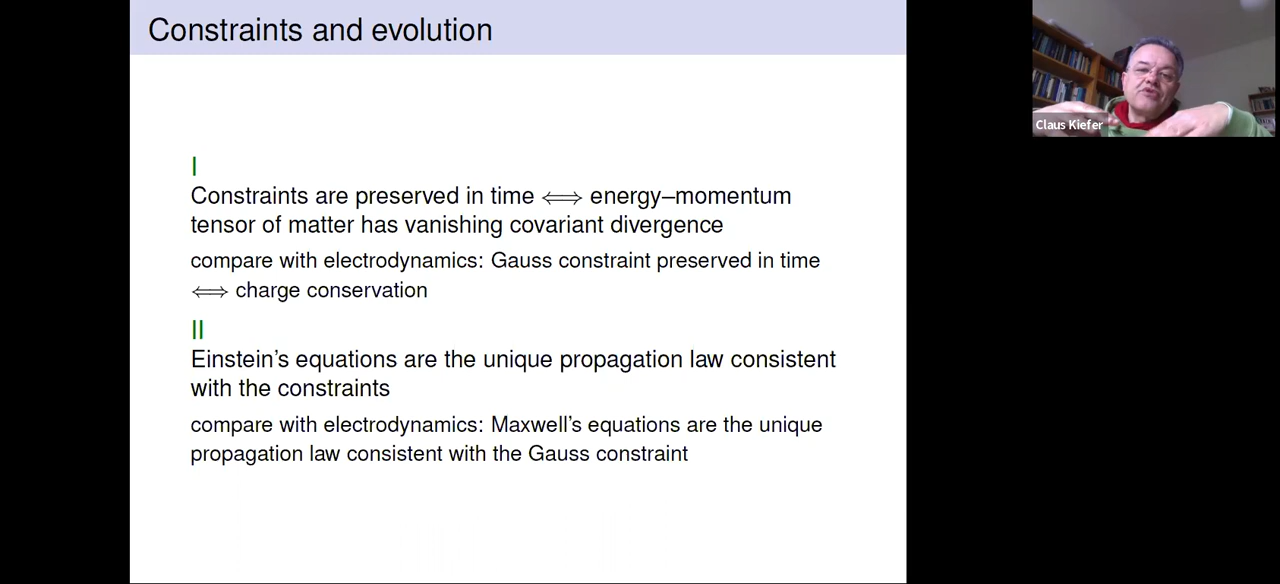 Constraints and evolution
Claus Kiefer
I
Constraints are preserved in time ⟺ energy–momentum
tensor of matter has vanishing covariant divergence
compare with electrodynamics: Gauss constraint preserved in time
⟺ charge conservation
II
Einstein's equations are the unique propagation law consistent
with the constraints
compare with electrodynamics: Maxwell's equations are the unique
propagation law consistent with the Gauss constraint